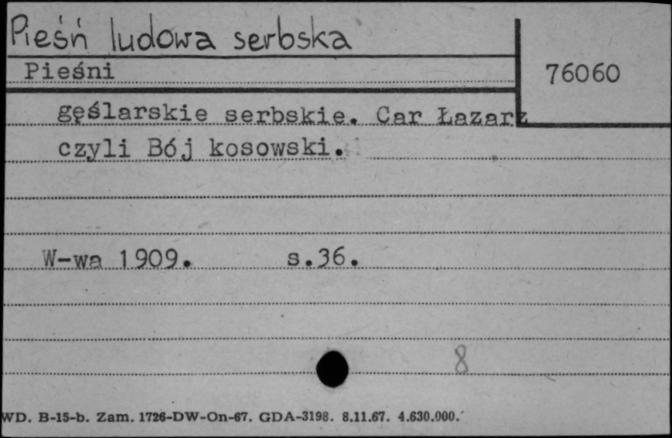 Pieśń ludowa serbska
Pieśni
76060
gęślarskie serbskie. Car Łazarz
czyli Bój kosowski.
W-wa 1909. s.36.
8
WD. B-15-b. Zam. 1726-DW-On-67. GDA-3198. 8.11.67. 4.630.000.